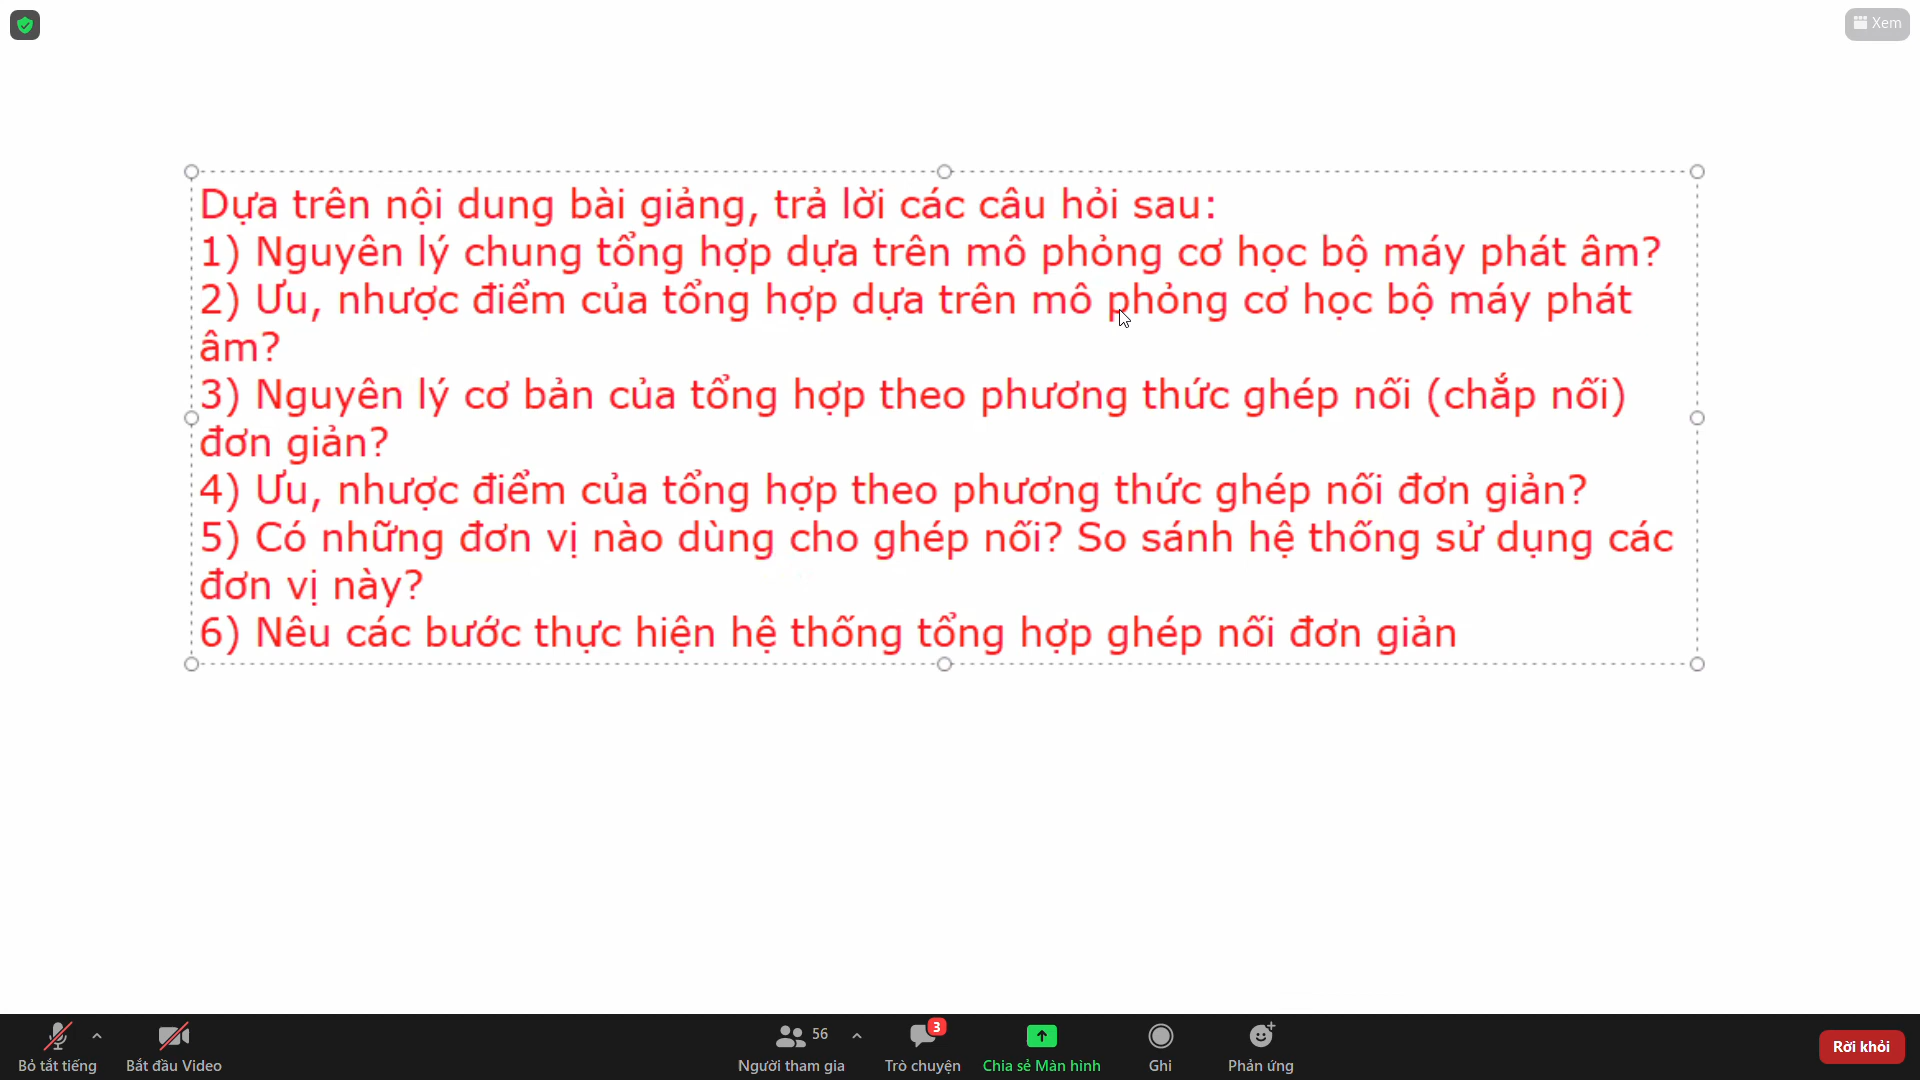 Xem
Dựa trên nội dung bài giảng, trả lời các câu hỏi sau:
1) Nguyên lý chung tổng hợp dựa trên mô phỏng cơ học bộ máy phát âm?
2) Ưu, nhược điểm của tổng hợp dựa trên mô phỏng cơ học bộ máy phát
âm?
3) Nguyên lý cơ bản của tổng hợp theo phương thức ghép nối (chắp nối)
đơn giản?
4) Ưu, nhược điểm của tổng hợp theo phương thức ghép nối đơn giản?
5) Có những đơn vị nào dùng cho ghép nối? So sánh hệ thống sử dụng các
đơn vị này?
6) Nêu các bước thực hiện hệ thống tổng hợp ghép nối đơn giản
56
3
Bỏ tắt tiếng
Bắt đầu Video
Người tham gia
Trò chuyện
Chia sẻ Màn hình
Ghi
Phản ứng
Rời khỏi